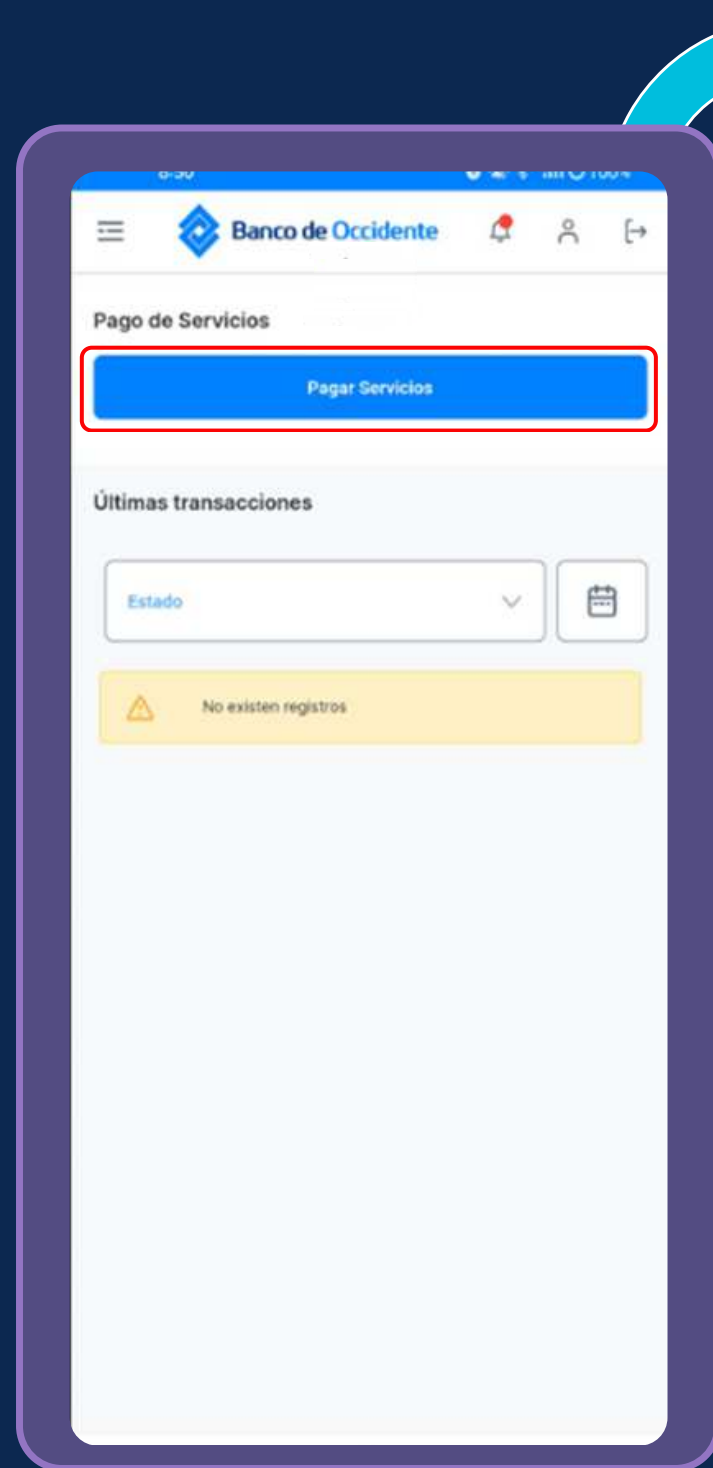 Banco de Occidente
Pago de Servicios
Pagar Servicios
Últimas transacciones
Estado
No existen registros